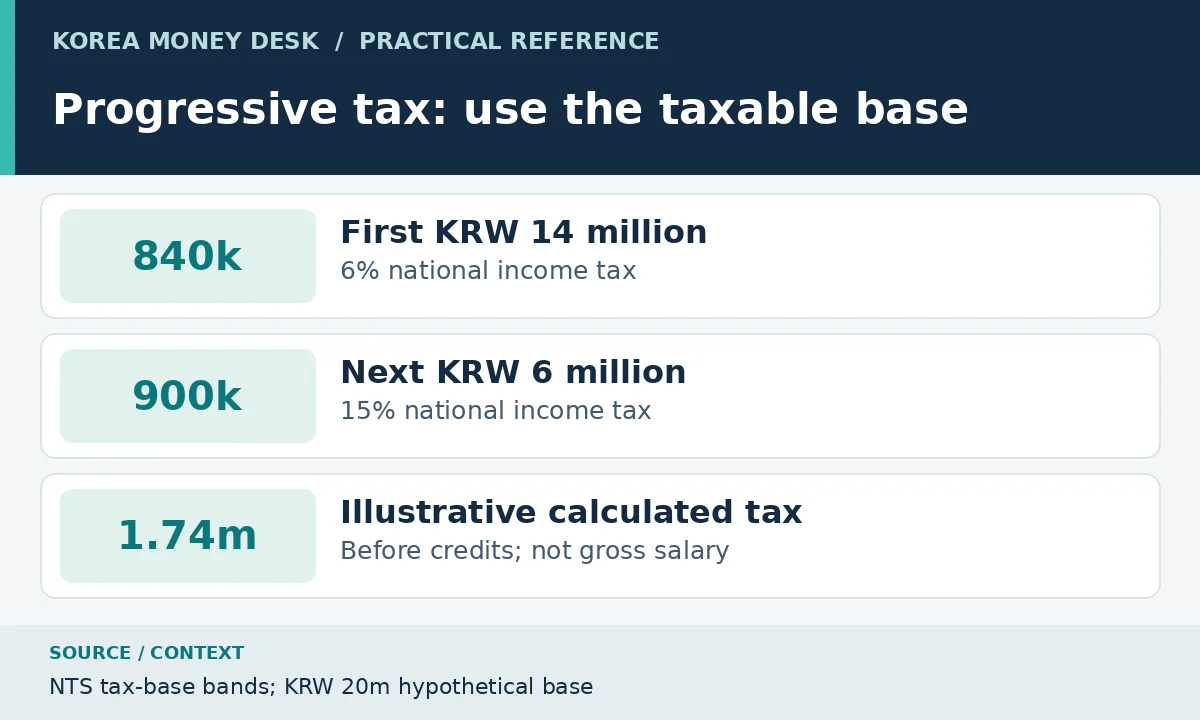 KOREA MONEY DESK / PRACTICAL REFERENCE
Progressive tax: use the taxable base
840k
First KRW 14 million
6% national income tax
900k
Next KRW 6 million
15% national income tax
1.74m
Illustrative calculated tax
Before credits; not gross salary
SOURCE / CONTEXT
NTS tax-base bands; KRW 20m hypothetical base